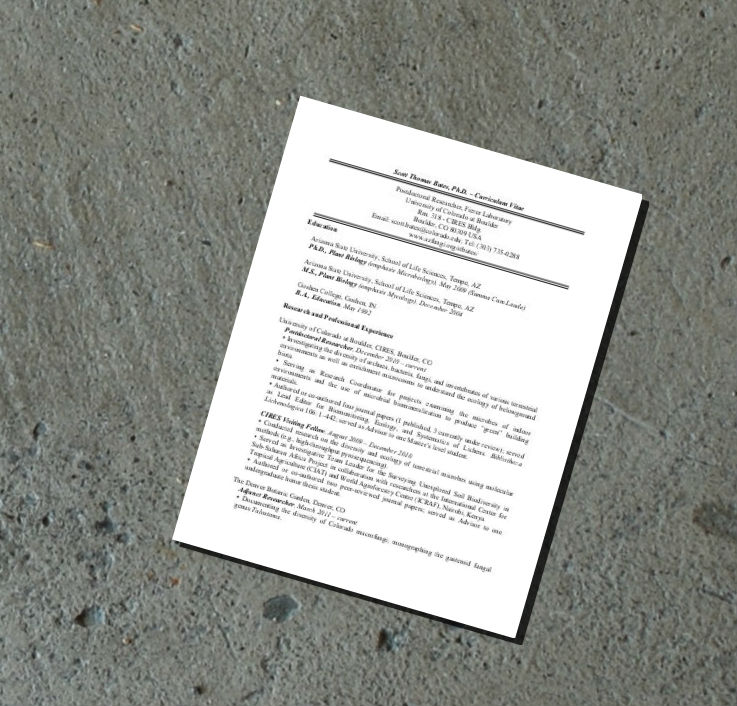 Scott Thomas Bates, Ph.D. – Curriculum Vitae
Postdoctoral Researcher, Fierer Laboratory
University of Colorado at Boulder
Rm. 318 - CIRES Bldg.
Boulder, CO 80309 USA
Email: scott.bates@colorado.edu; Tel: (303) 735-0288
Education
Arizona State University, School of Life Sciences, Tempe, AZ
Ph.D., Plant Biology (emphasis Microbiology), May 2009 (Summa Cum Laude)
Arizona State University, School of Life Sciences, Tempe, AZ
M.S., Plant Biology (emphasis Mycology), December 2004
Goshen College, Goshen, IN
B.A., Education, May 1992
Research and Professional Experience
University of Colorado at Boulder, CIRES, Boulder, CO
Postdoctoral Researcher, December 2010 – current
• Investigating the diversity of archaea, bacteria, fungi, and invertebrates of various terrestrial
environments as well as enrichment microcosms to understand the ecology of belowground
biota.
• Serving as Research Coordinator for projects examining the microbes of indoor
environments and the use of microbial biomineralization to produce "green" building
materials.
• Authored or co-authored four journal papers (1 published, 3 currently under review); served
as Lead Editor for Biomonitoring, Ecology, and Systematics of Lichens. Bibliotheca
Lichenologica 106: 1–442; served as Advisor to one Master's level student.
CIRES Visiting Fellow, August 2009 – December 2010
• Conducted research on the diversity and ecology of terrestrial microbes using molecular
methods (e.g., high-throughput pyrosequencing).
• Served as Investigative Team Leader for the Surveying Unexplored Soil Biodiversity in
Sub-Saharan Africa Project in collaboration with researchers at the International Center for
Tropical Agriculture (CIAT) and World Agroforestry Center (ICRAF), Nairobi, Kenya.
• Authored or co-authored two peer-reviewed journal papers; served as Advisor to one
undergraduate honor thesis student.
The Denver Botanic Garden, Denver, CO
Adjunct Researcher, March 2011 – current
• Documenting the diversity of Colorado macrofungi; monographing the gasteroid fungal
genus Tulostoma.